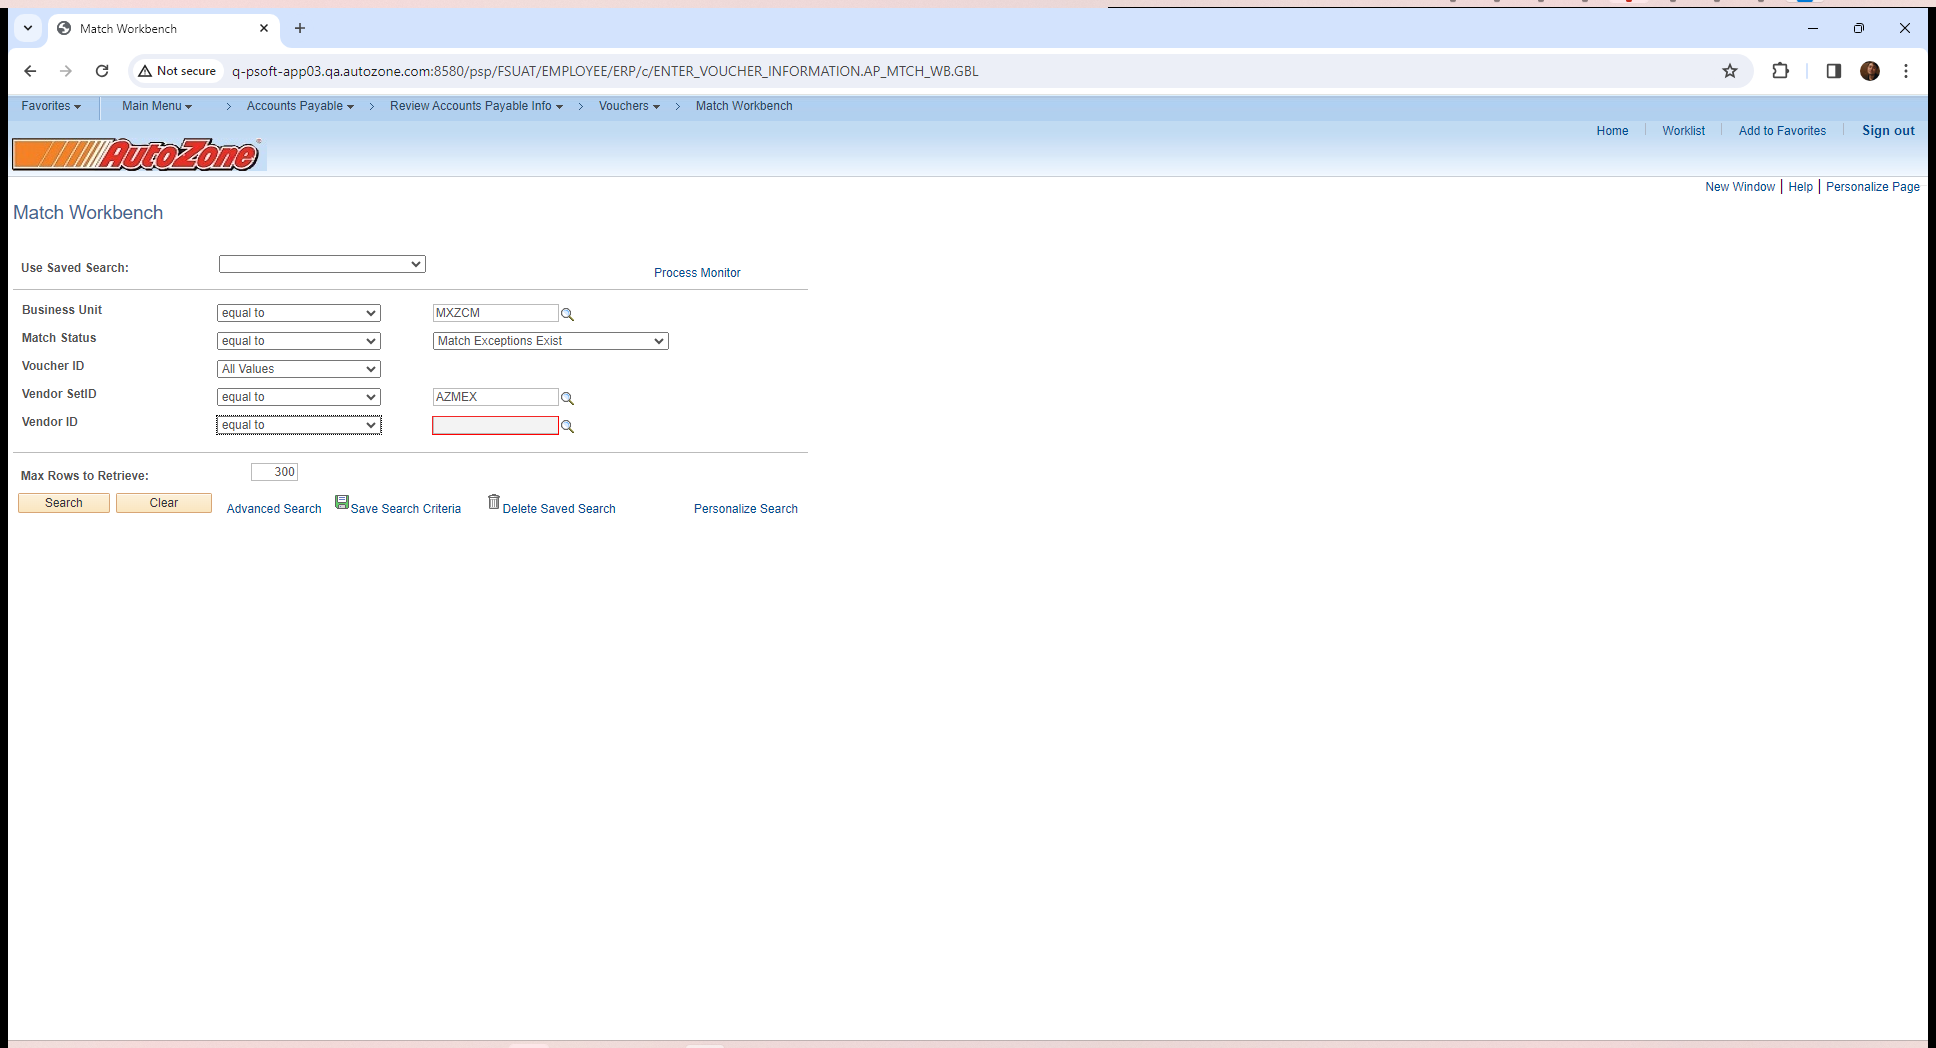 Match Workbench
Not secure
q-psoft-app03.qa.autozone.com:8580/psp/FSUAT/EMPLOYEE/ERP/c/ENTER_VOUCHER_INFORMATION.AP_MTCH_WB.GBL
Favorites Main Menu > Accounts Payable > Review Accounts Payable Info > Vouchers > Match Workbench
Home Worklist Add to Favorites Sign out
AutoZone
New Window | Help | Personalize Page
Match Workbench
Use Saved Search:
Process Monitor
Business Unit equal to MXZCM
Match Status equal to Match Exceptions Exist
Voucher ID All Values
Vendor SetID equal to AZMEX
Vendor ID equal to
Max Rows to Retrieve: 300
Search Clear Advanced Search Save Search Criteria Delete Saved Search Personalize Search